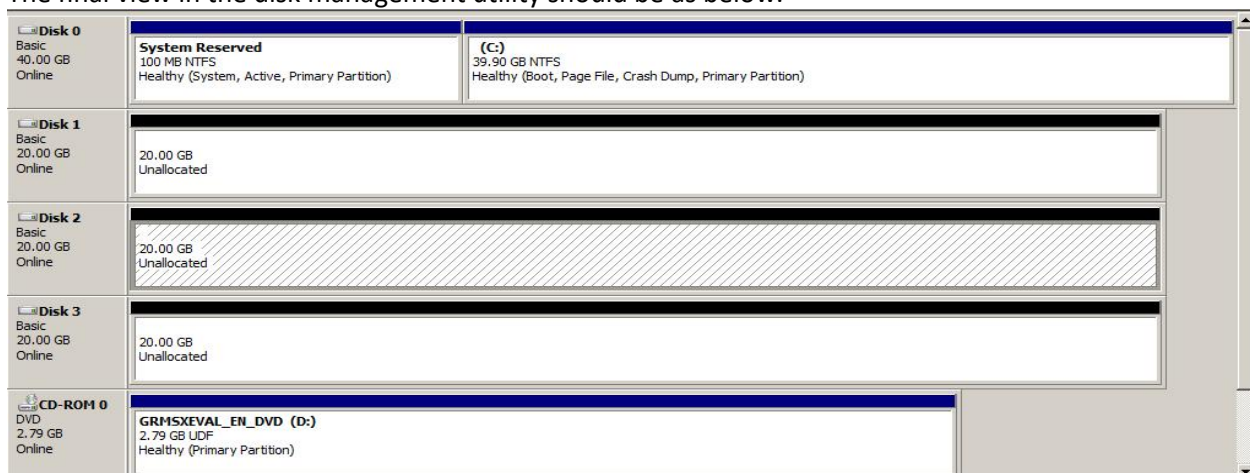 The final view in the disk management utility should be as below.
Disk 0
Basic
40.00 GB
Online
System Reserved
100 MB NTFS
Healthy (System, Active, Primary Partition)
(C:)
39.90 GB NTFS
Healthy (Boot, Page File, Crash Dump, Primary Partition)
Disk 1
Basic
20.00 GB
Online
20.00 GB
Unallocated
Disk 2
Basic
20.00 GB
Online
20.00 GB
Unallocated
Disk 3
Basic
20.00 GB
Online
20.00 GB
Unallocated
CD-ROM 0
DVD
2.79 GB
Online
GRMSXEVAL_EN_DVD (D:)
2.79 GB UDF
Healthy (Primary Partition)